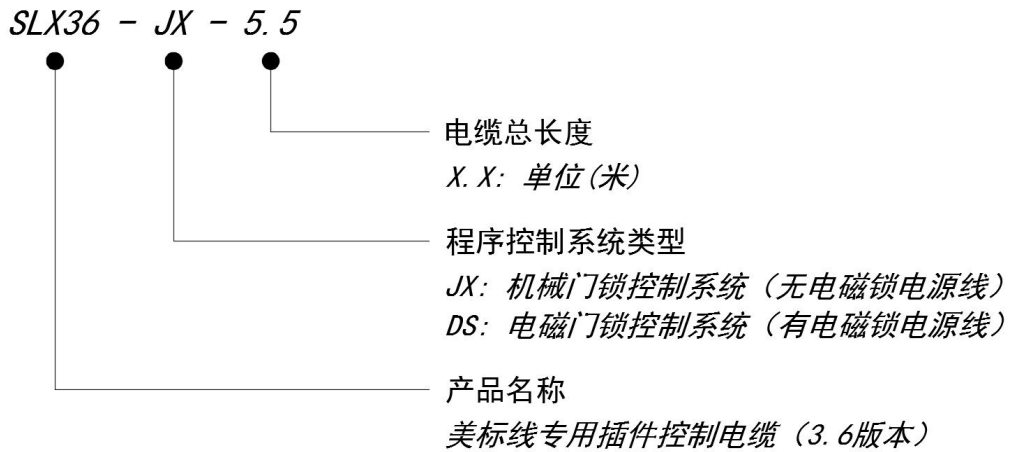 SLX36 - JX - 5.5
电缆总长度
X.X: 单位(米)
程序控制系统类型
JX: 机械门锁控制系统（无电磁锁电源线）
DS: 电磁门锁控制系统（有电磁锁电源线）
产品名称
美标线专用插件控制电缆（3.6版本）